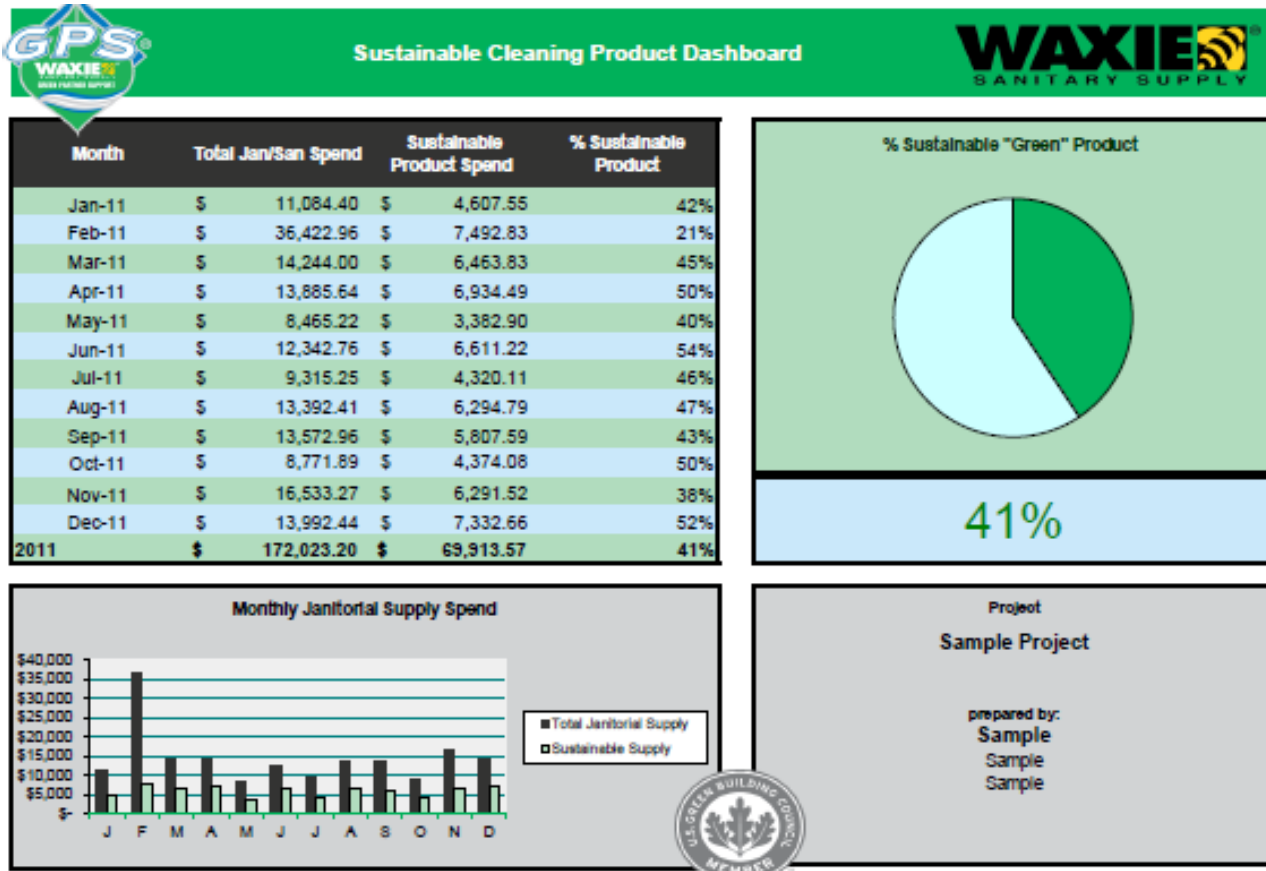 GPS
WAXIE
GREEN PARTNER SUPPORT
Sustainable Cleaning Product Dashboard
WAXIE®
SANITARY SUPPLY
Month Total Jan/San Spend Sustainable Product Spend % Sustainable Product
Jan-11 $ 11,084.40 $ 4,607.55 42%
Feb-11 $ 36,422.96 $ 7,492.83 21%
Mar-11 $ 14,244.00 $ 6,463.83 45%
Apr-11 $ 13,885.64 $ 6,934.49 50%
May-11 $ 8,465.22 $ 3,382.90 40%
Jun-11 $ 12,342.76 $ 6,611.22 54%
Jul-11 $ 9,315.25 $ 4,320.11 46%
Aug-11 $ 13,392.41 $ 6,294.79 47%
Sep-11 $ 13,572.96 $ 5,807.59 43%
Oct-11 $ 8,771.89 $ 4,374.08 50%
Nov-11 $ 16,533.27 $ 6,291.52 38%
Dec-11 $ 13,992.44 $ 7,332.66 52%
2011 $ 172,023.20 $ 69,913.57 41%
% Sustainable "Green" Product
41%
Monthly Janitorial Supply Spend
$40,000
$35,000
$30,000
$25,000
$20,000
$15,000
$10,000
$5,000
$-
J F M A M J J A S O N D
Total Janitorial Supply
Sustainable Supply
U.S. GREEN BUILDING COUNCIL
MEMBER
Project
Sample Project
prepared by:
Sample
Sample
Sample